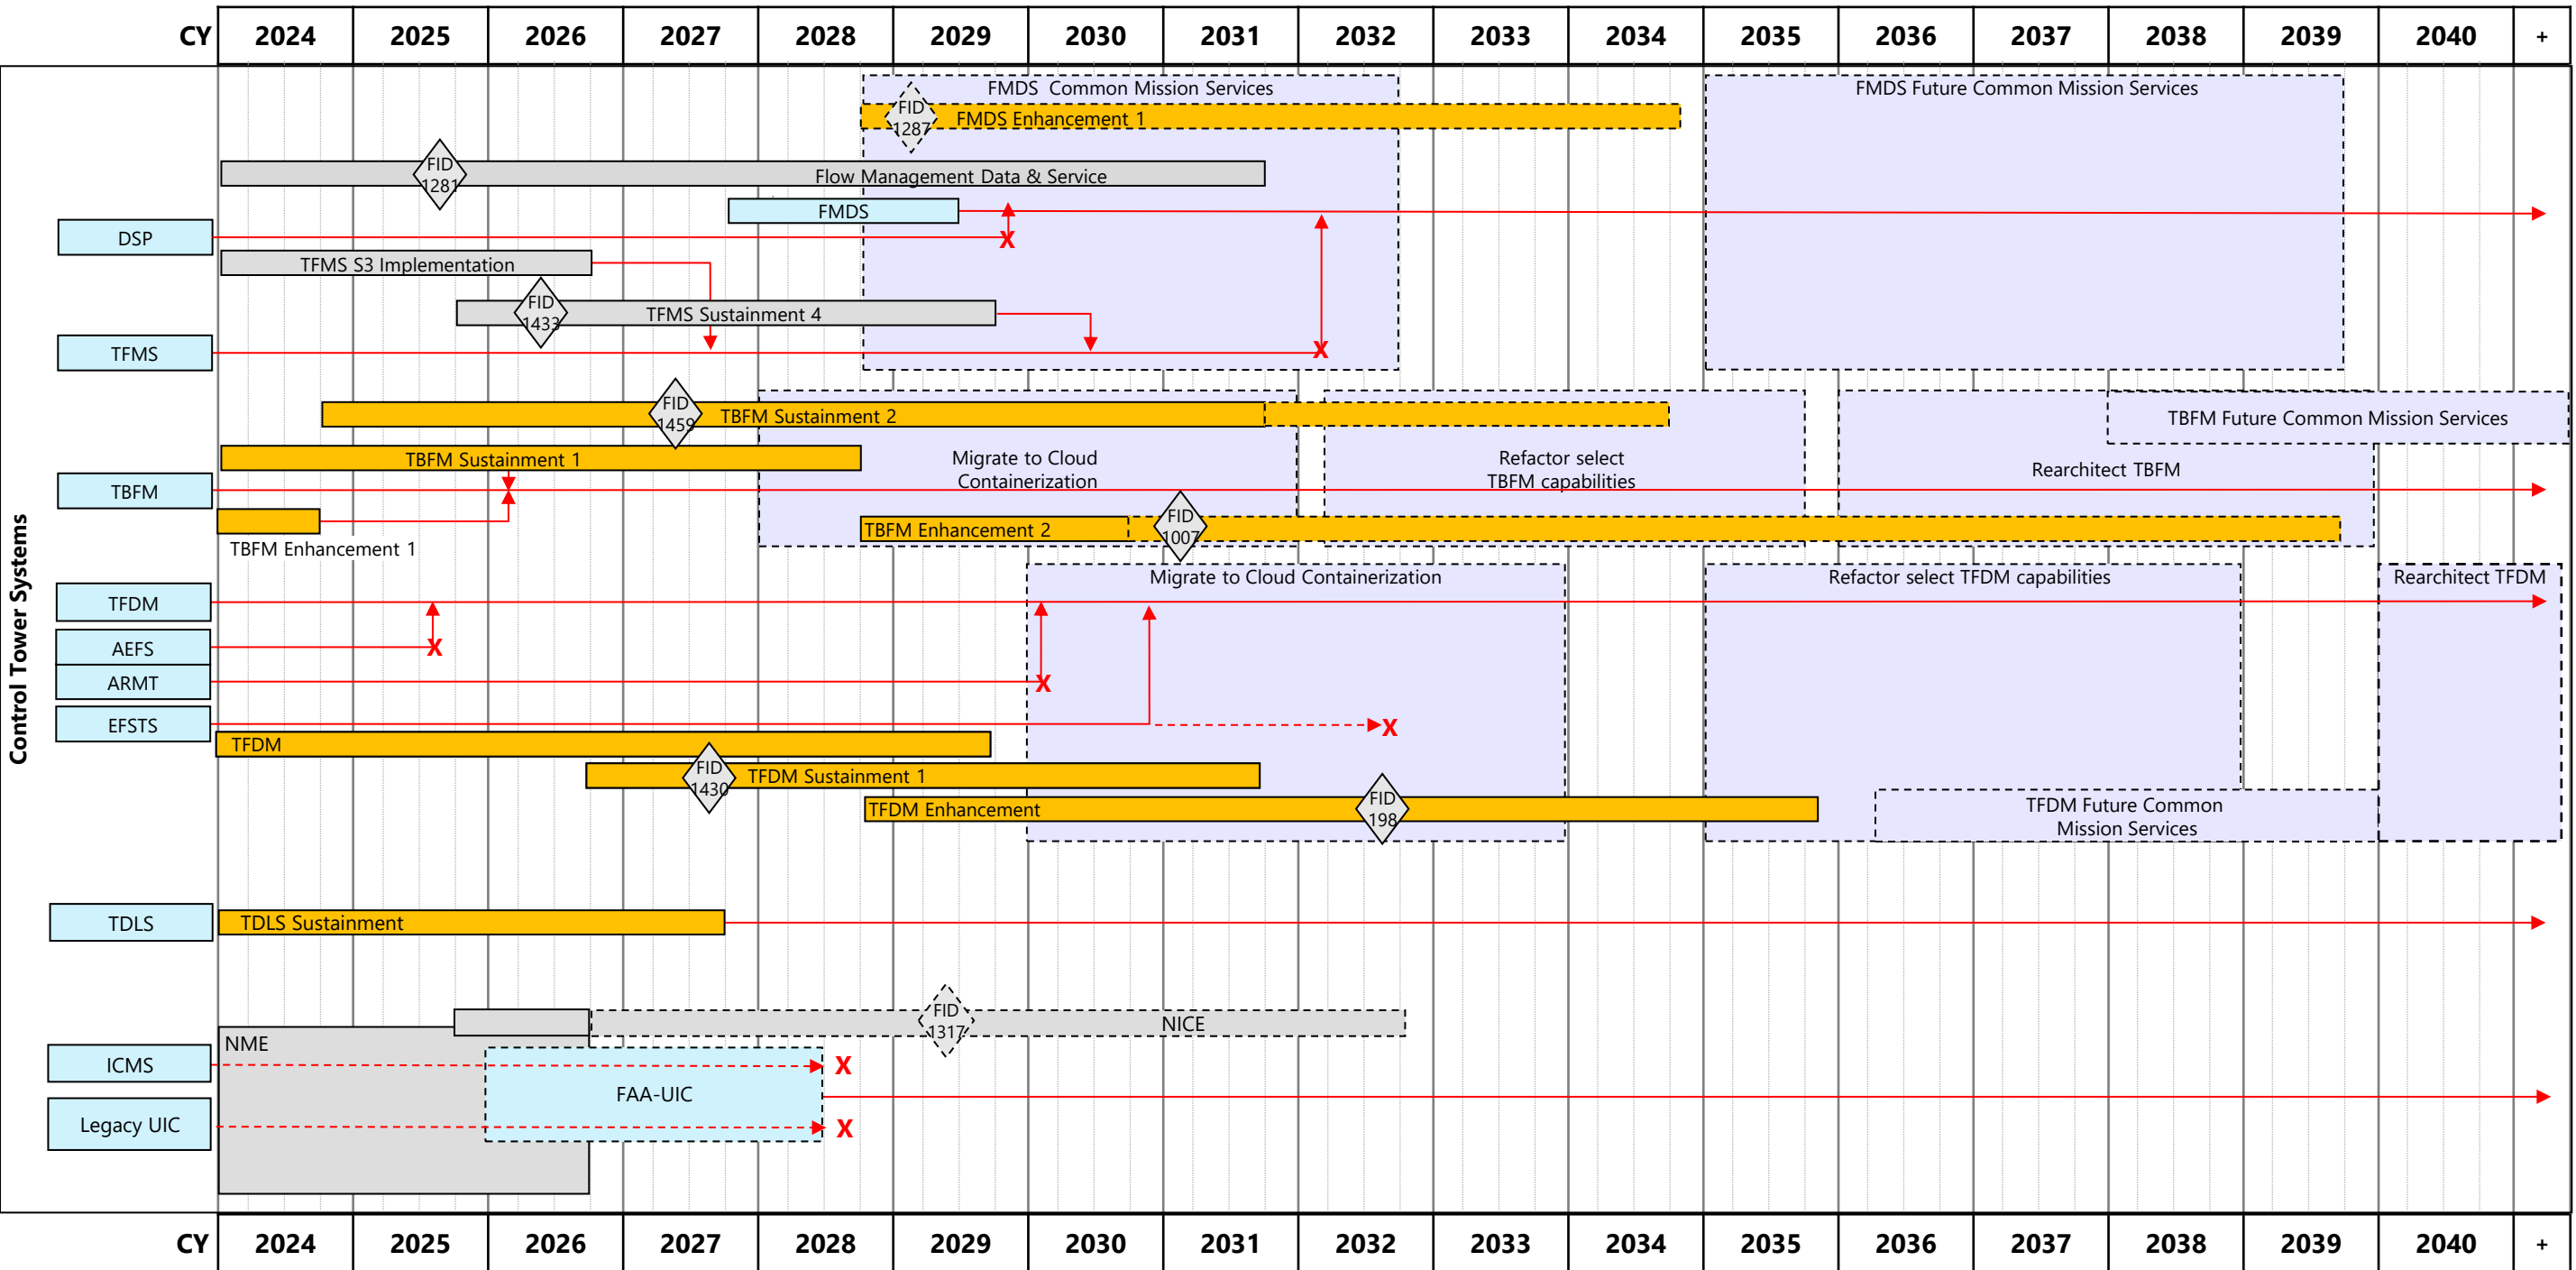 CY 2024 2025 2026 2027 2028 2029 2030 2031 2032 2033 2034 2035 2036 2037 2038 2039 2040 +
Control Tower Systems
FMDS Common Mission Services
FMDS Future Common Mission Services
FID
1287
FMDS Enhancement 1
FID
1281
Flow Management Data & Service
FMDS
DSP
X
TFMS S3 Implementation
FID
1433
TFMS Sustainment 4
TFMS
X
FID
1459
TBFM Sustainment 2
TBFM Future Common Mission Services
TBFM Sustainment 1
Migrate to Cloud
Containerization
Refactor select
TBFM capabilities
Rearchitect TBFM
TBFM
TBFM Enhancement 1
TBFM Enhancement 2
FID
1007
Migrate to Cloud Containerization
Refactor select TFDM capabilities
Rearchitect TFDM
TFDM
AEFS
X
ARMT
X
EFSTS
X
TFDM
FID
1430
TFDM Sustainment 1
TFDM Enhancement
FID
198
TFDM Future Common
Mission Services
TDLS
TDLS Sustainment
FID
1317
NICE
NME
ICMS
X
FAA-UIC
Legacy UIC
X
CY 2024 2025 2026 2027 2028 2029 2030 2031 2032 2033 2034 2035 2036 2037 2038 2039 2040 +